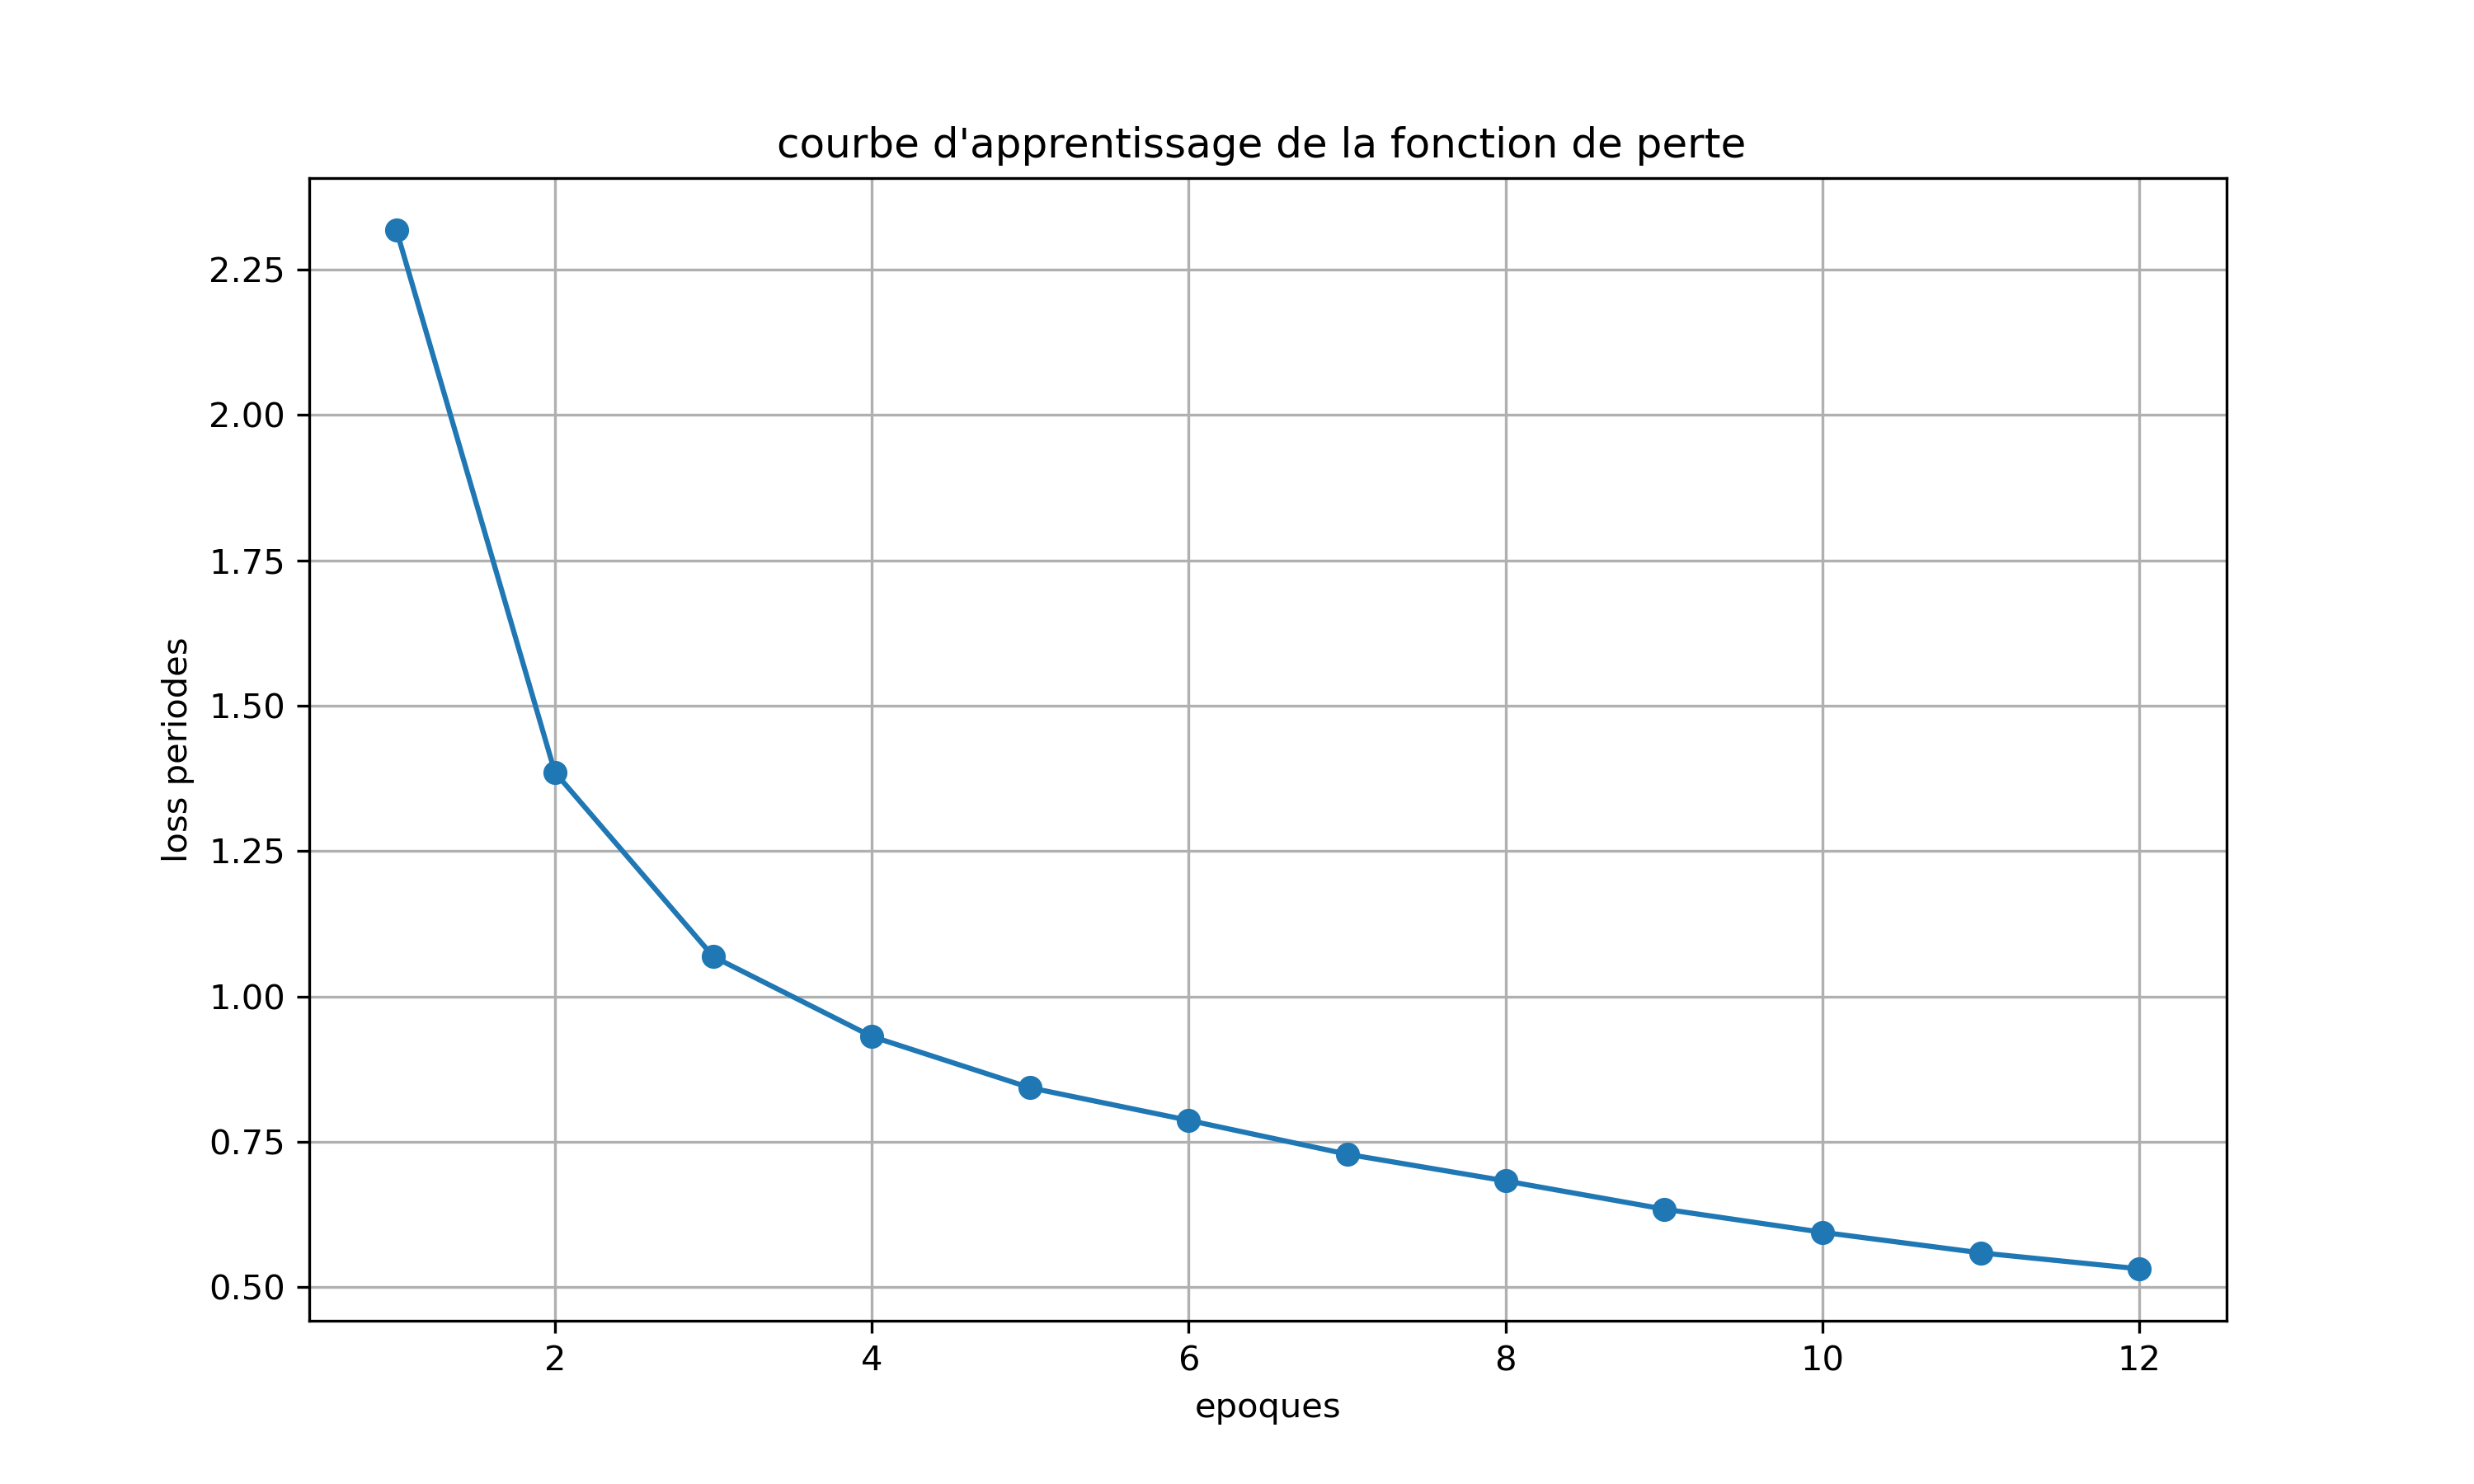 courbe d'apprentissage de la fonction de perte
loss periodes
2.25
2.00
1.75
1.50
1.25
1.00
0.75
0.50
2 4 6 8 10 12
epoques